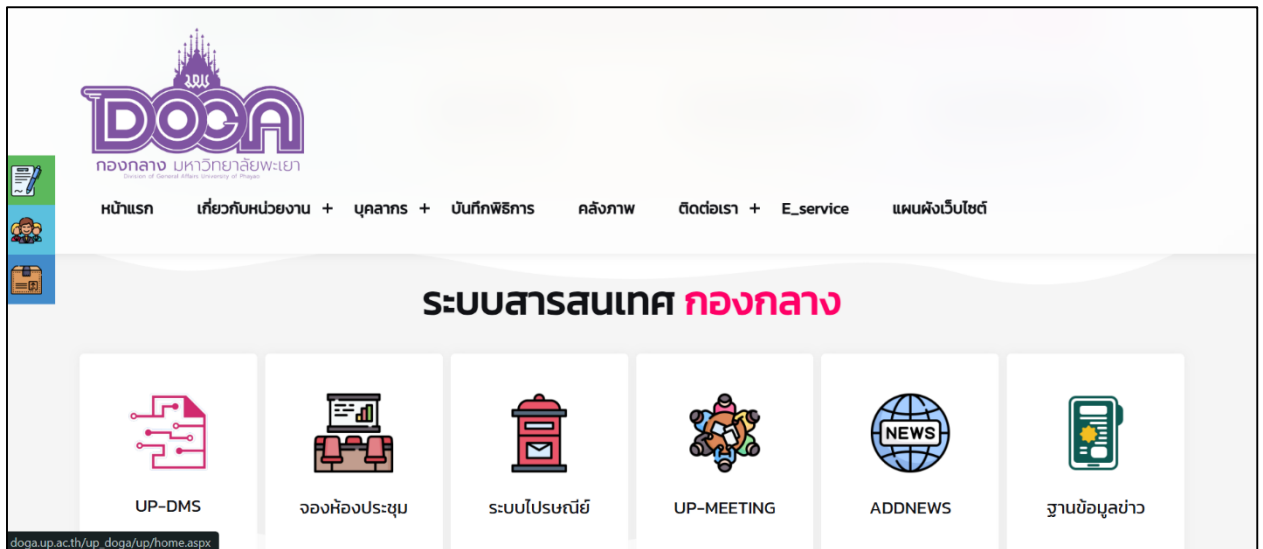 มพ
DOGA
กองกลาง มหาวิทยาลัยพะเยา
Division of General Affairs University of Phayao
หน้าแรก เกี่ยวกับหน่วยงาน + บุคลากร + บันทึกพิธีการ คลังภาพ ติดต่อเรา + E_service แผนผังเว็บไซต์
ระบบสารสนเทศ กองกลาง
NEWS
UP-DMS จองห้องประชุม ระบบไปรษณีย์ UP-MEETING ADDNEWS ฐานข้อมูลข่าว
doga.up.ac.th/up_doga/up/home.aspx